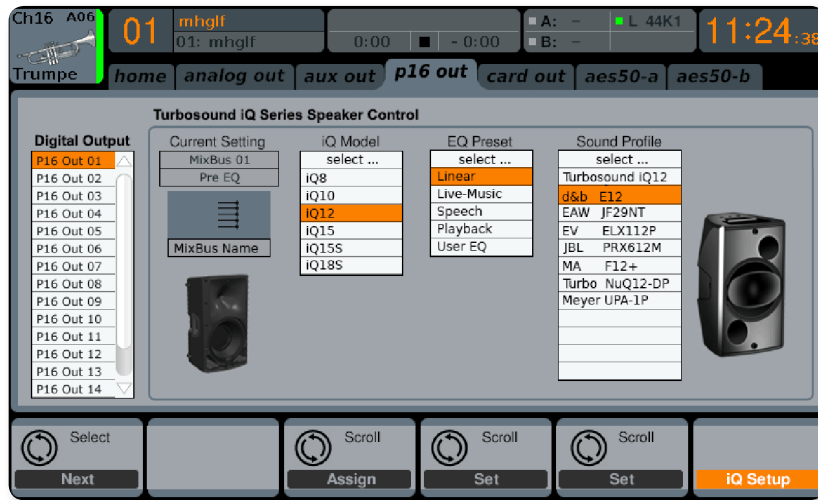 Ch16 A06
Trumpe
01
mhglf
01: mhglf
0:00 - 0:00
A: -
B: -
L 44K1
11:24:38
home analog out aux out p16 out card out aes50-a aes50-b
Turbosound iQ Series Speaker Control
Digital Output
P16 Out 01
P16 Out 02
P16 Out 03
P16 Out 04
P16 Out 05
P16 Out 06
P16 Out 07
P16 Out 08
P16 Out 09
P16 Out 10
P16 Out 11
P16 Out 12
P16 Out 13
P16 Out 14
Current Setting
MixBus 01
Pre EQ
MixBus Name
iQ Model
select ...
iQ8
iQ10
iQ12
iQ15
iQ15S
iQ18S
EQ Preset
select ...
Linear
Live-Music
Speech
Playback
User EQ
Sound Profile
select ...
Turbosound iQ12
d&b E12
EAW JF29NT
EV ELX112P
JBL PRX612M
MA F12+
Turbo NuQ12-DP
Meyer UPA-1P
Select
Next
Scroll
Assign
Scroll
Set
Scroll
Set
iQ Setup